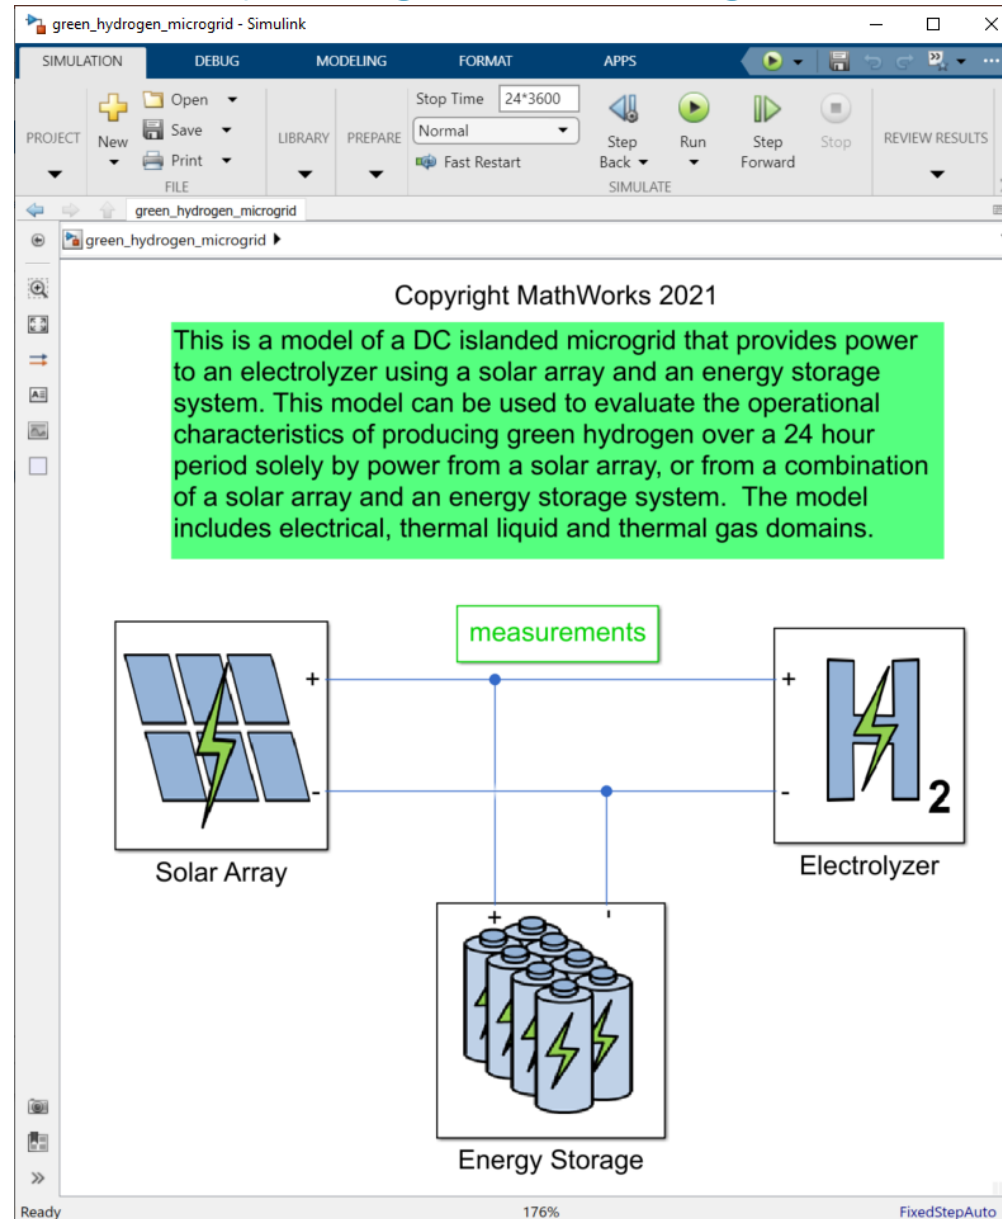 green_hydrogen_microgrid - Simulink
SIMULATION DEBUG MODELING FORMAT APPS
PROJECT
New
Open
Save
Print
FILE
LIBRARY
PREPARE
Stop Time 24*3600
Normal
Fast Restart
Step Back
Run
Step Forward
Stop
SIMULATE
REVIEW RESULTS
green_hydrogen_microgrid
green_hydrogen_microgrid
Copyright MathWorks 2021
This is a model of a DC islanded microgrid that provides power
to an electrolyzer using a solar array and an energy storage
system. This model can be used to evaluate the operational
characteristics of producing green hydrogen over a 24 hour
period solely by power from a solar array, or from a combination
of a solar array and an energy storage system.  The model
includes electrical, thermal liquid and thermal gas domains.
measurements
+
+
-
-
H2
Solar Array
Electrolyzer
+
-
Energy Storage
Ready 176% FixedStepAuto